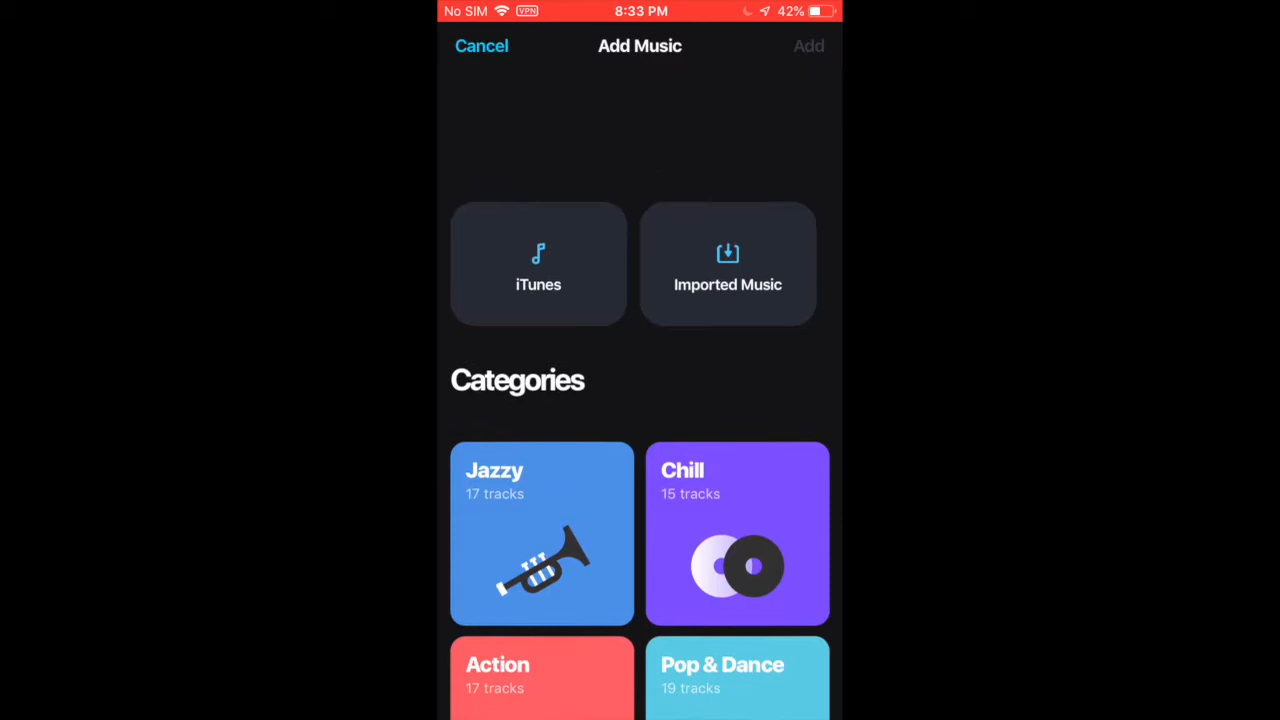 No SIM VPN 8:33 PM 42%
Cancel Add Music Add
iTunes Imported Music
Categories
Jazzy Chill
17 tracks 15 tracks
Action Pop & Dance
17 tracks 19 tracks